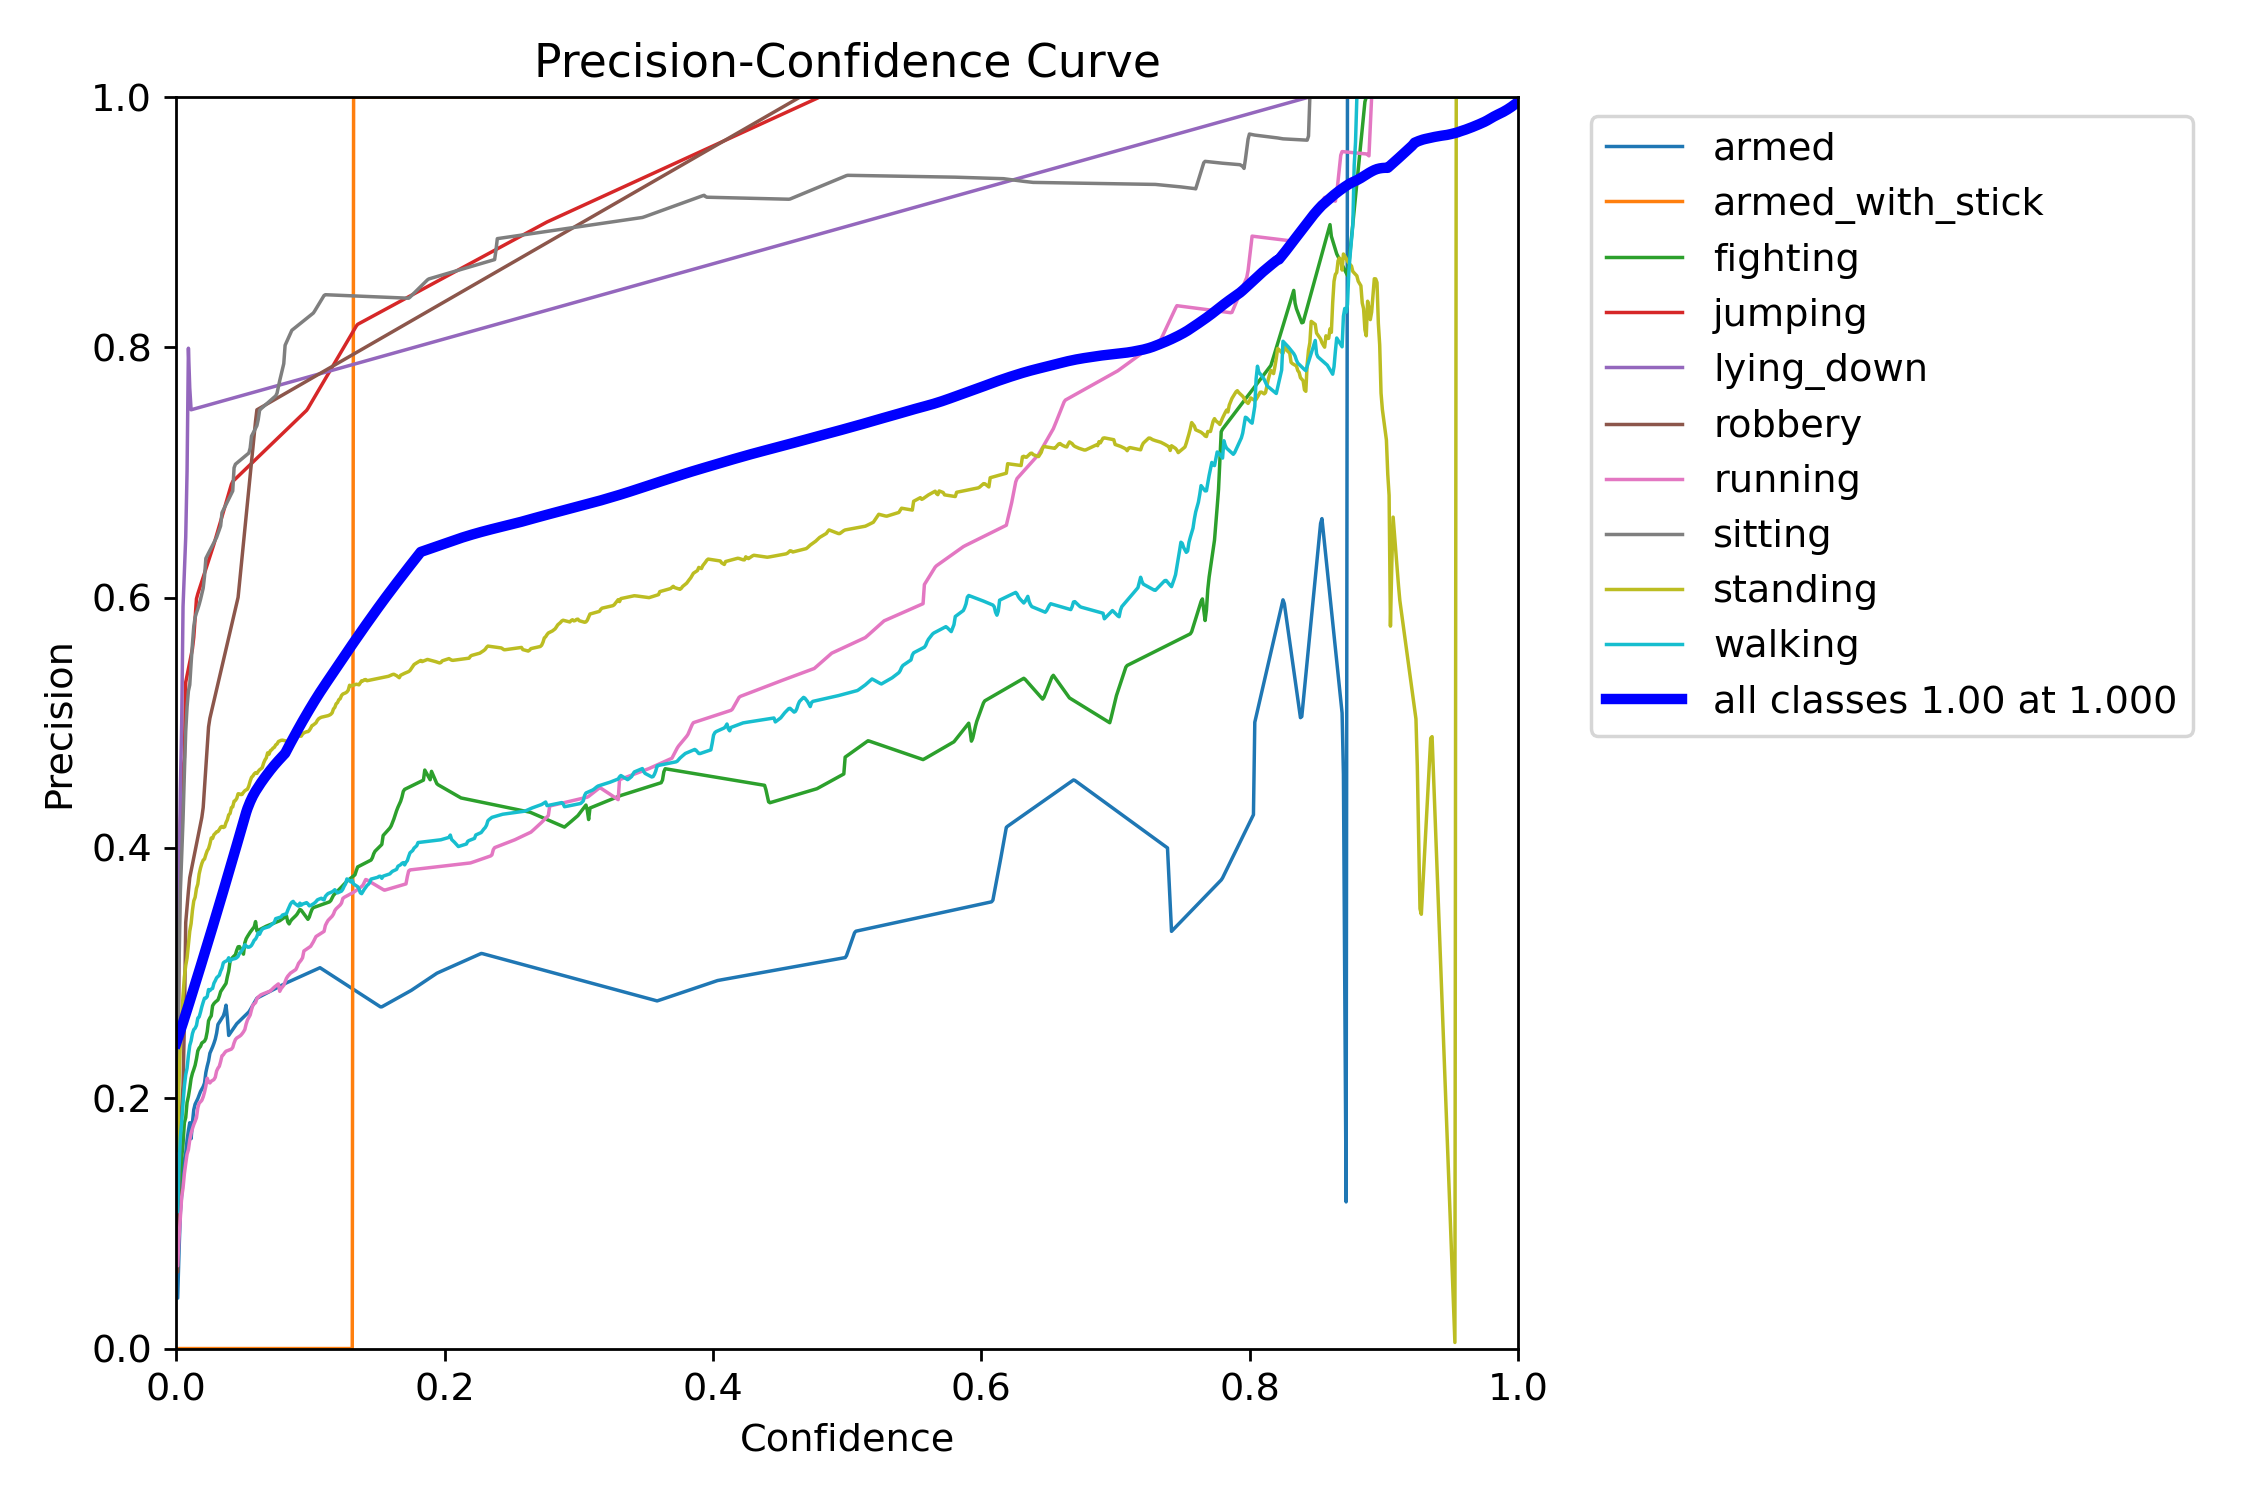 Precision-Confidence Curve
1.0
0.8
0.6
0.4
0.2
0.0
Precision
0.0 0.2 0.4 0.6 0.8 1.0
Confidence
armed
armed_with_stick
fighting
jumping
lying_down
robbery
running
sitting
standing
walking
all classes 1.00 at 1.000